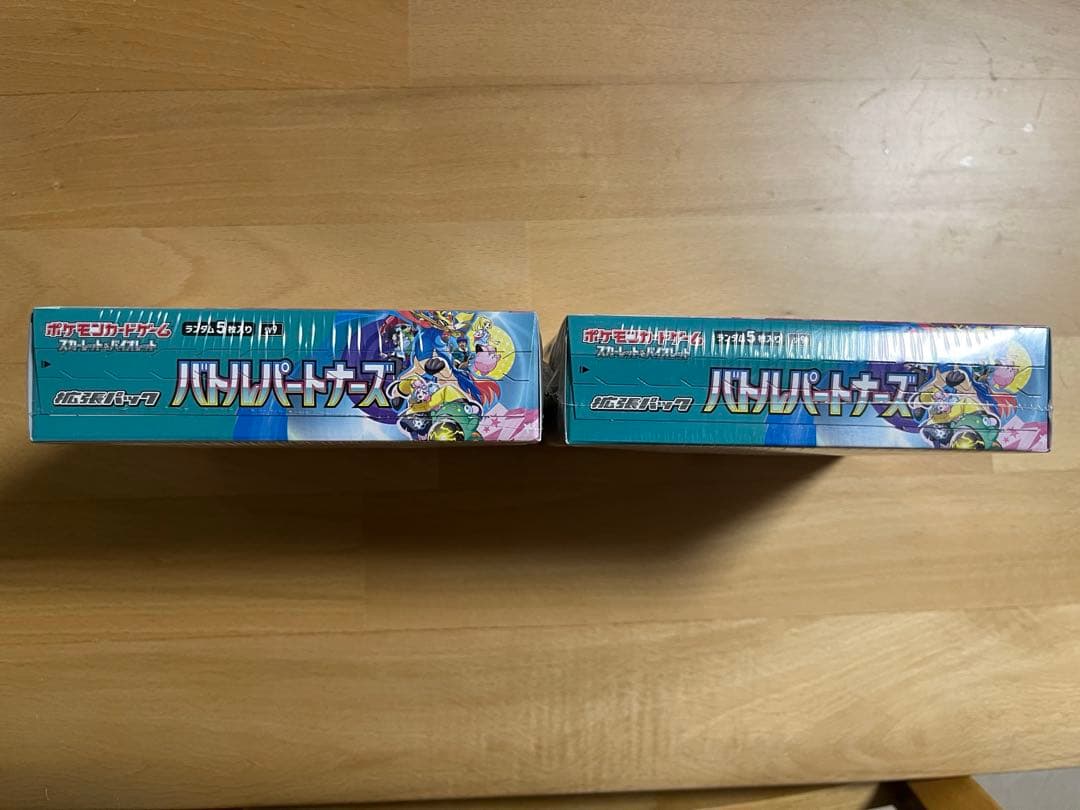 ポケモンカードゲーム
スカーレット&バイオレット
ランダム5枚入り
sv9
拡張パック
バトルパートナーズ
ポケモンカードゲーム
スカーレット&バイオレット
ランダム5枚入り
sv9
拡張パック
バトルパートナーズ